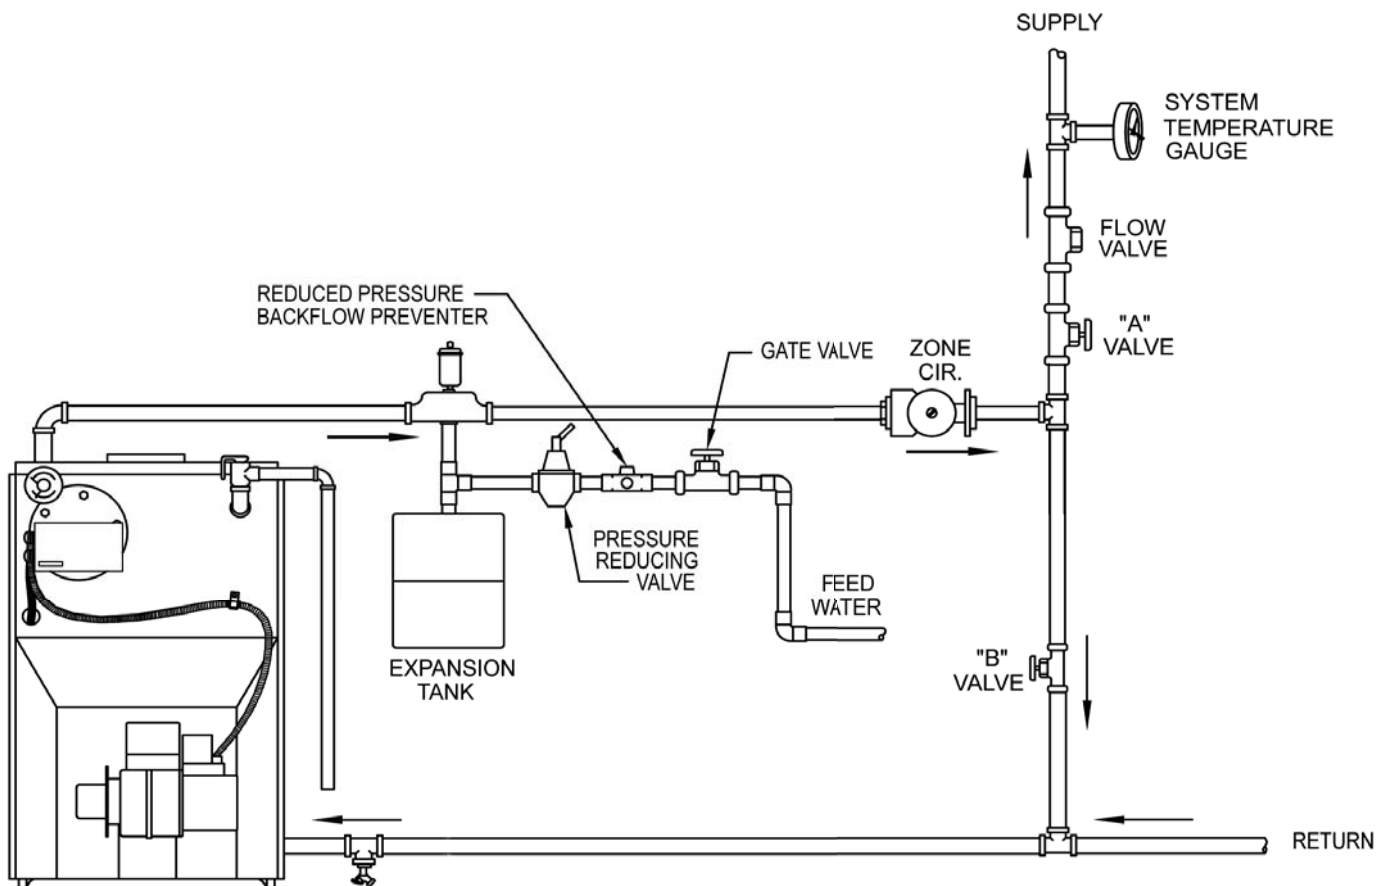 SUPPLY
SYSTEM
TEMPERATURE
GAUGE
FLOW
VALVE
REDUCED PRESSURE
BACKFLOW PREVENTER
"A"
VALVE
GATE VALVE
ZONE
CIR.
PRESSURE
REDUCING
VALVE
FEED
WATER
EXPANSION
TANK
"B"
VALVE
RETURN